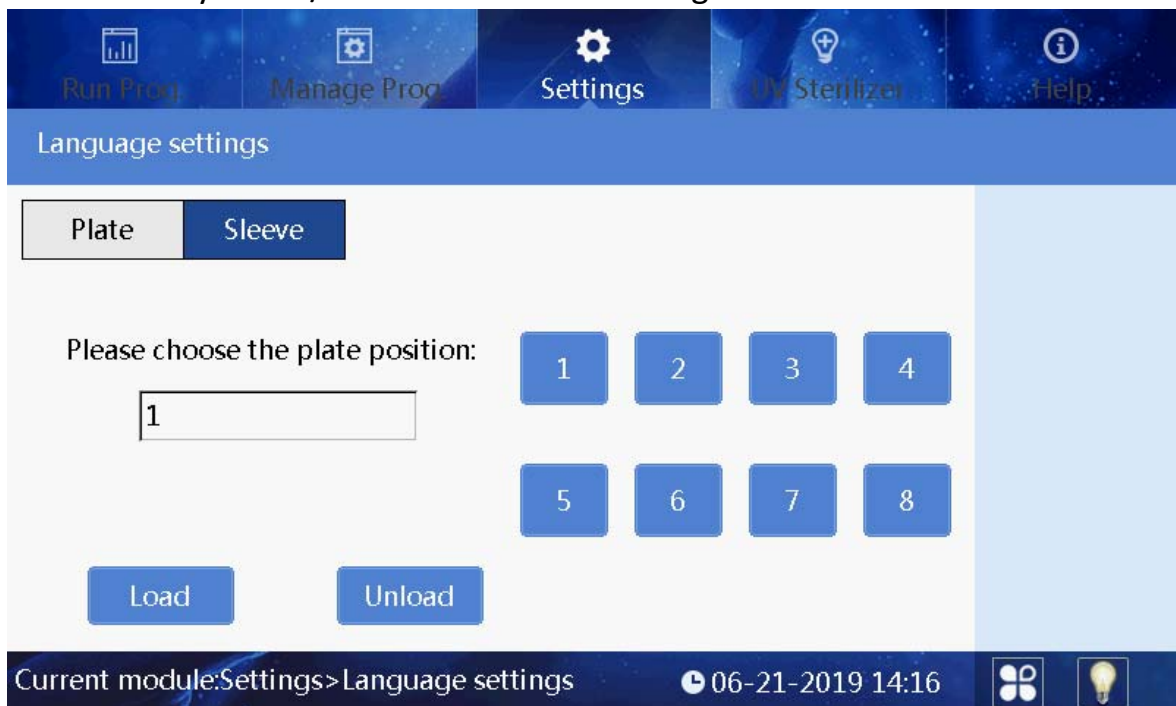 Run Prog.
Manage Prog.
Settings
UV Sterilizer
Help
Language settings
Plate
Sleeve
Please choose the plate position:
1
1 2 3 4
5 6 7 8
Load
Unload
Current module:Settings>Language settings
06-21-2019 14:16